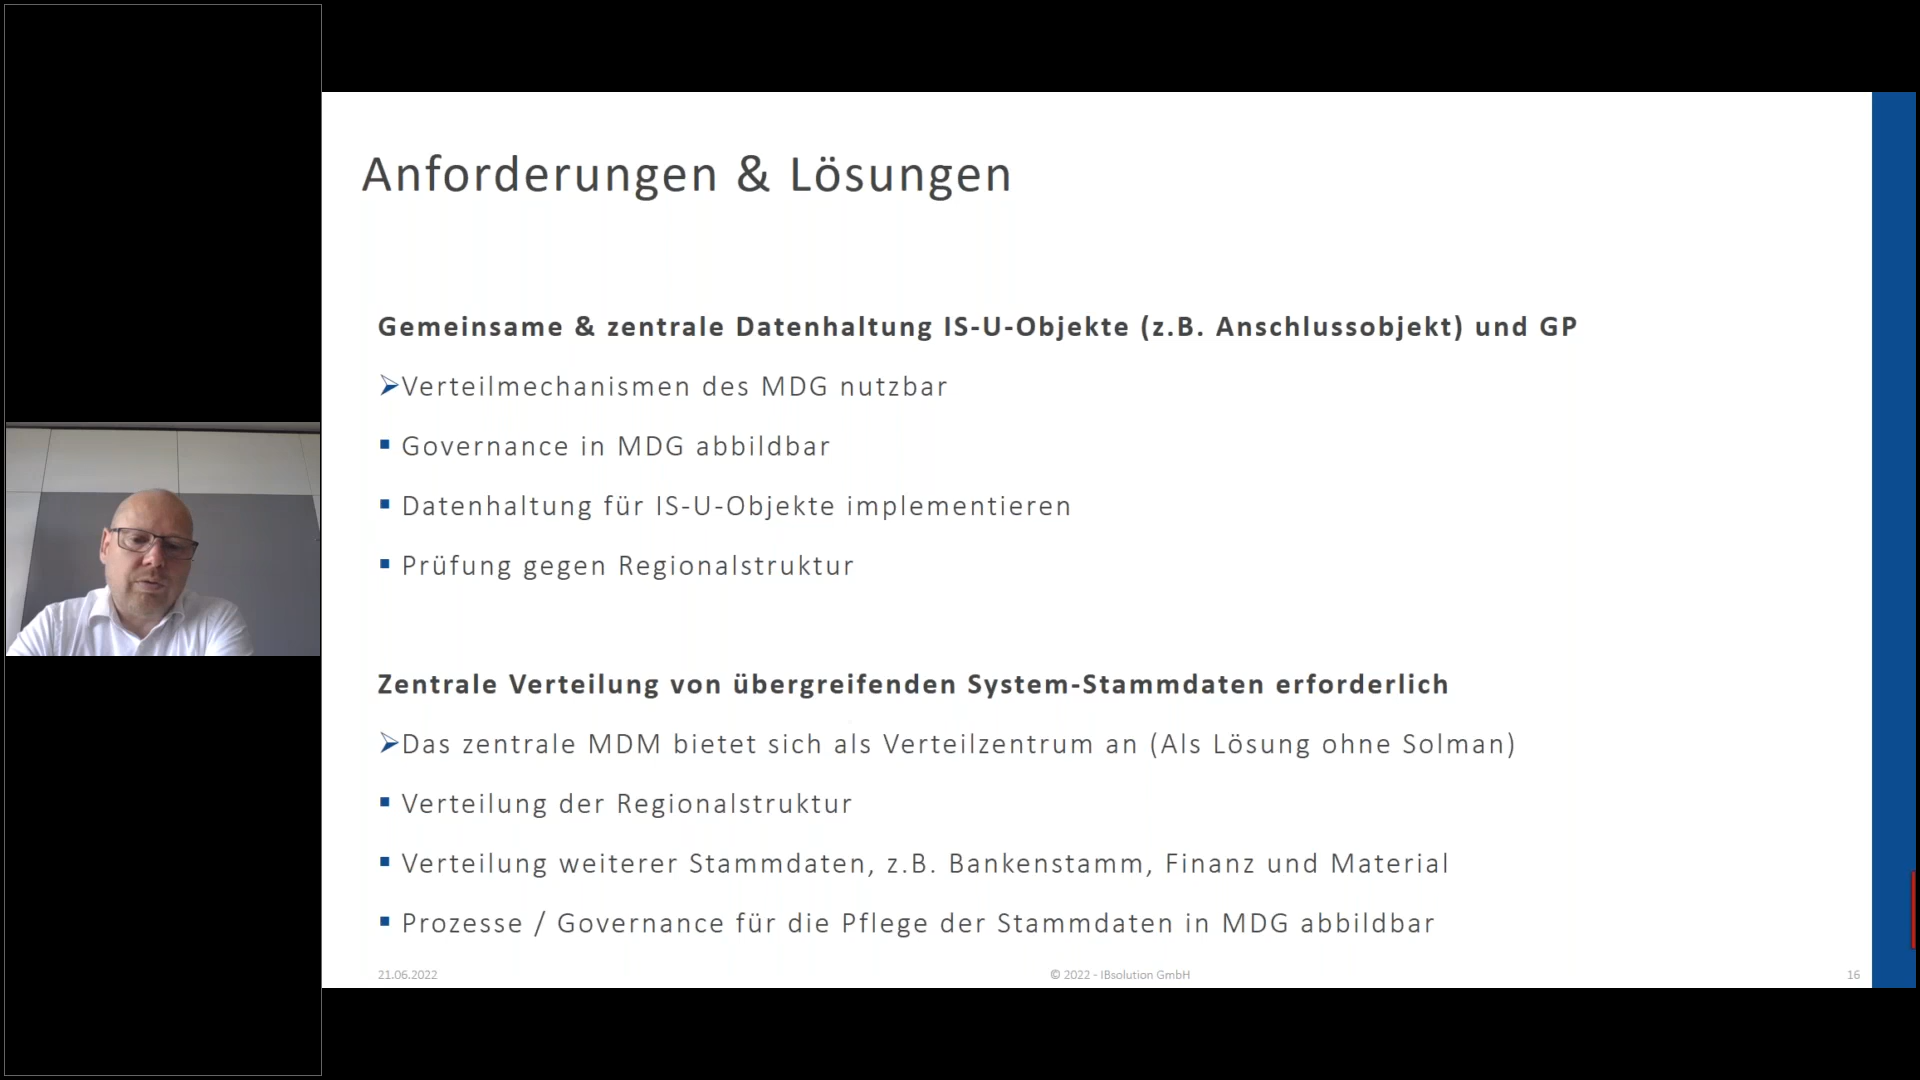 Anforderungen & Lösungen
Gemeinsame & zentrale Datenhaltung IS-U-Objekte (z.B. Anschlussobjekt) und GP
Verteilmechanismen des MDG nutzbar
Governance in MDG abbildbar
Datenhaltung für IS-U-Objekte implementieren
Prüfung gegen Regionalstruktur
Zentrale Verteilung von übergreifenden System-Stammdaten erforderlich
Das zentrale MDM bietet sich als Verteilzentrum an (Als Lösung ohne Solman)
Verteilung der Regionalstruktur
Verteilung weiterer Stammdaten, z.B. Bankenstamm, Finanz und Material
Prozesse / Governance für die Pflege der Stammdaten in MDG abbildbar
21.06.2022
© 2022 - IBsolution GmbH
16